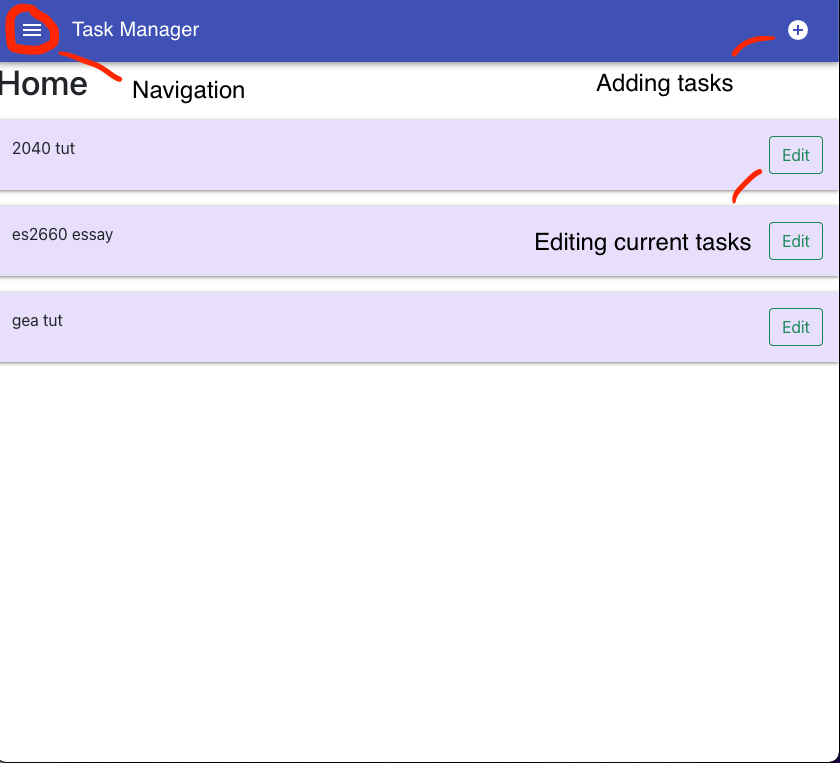 Task Manager
Home
Navigation
Adding tasks
2040 tut
Edit
es2660 essay
Editing current tasks
Edit
gea tut
Edit